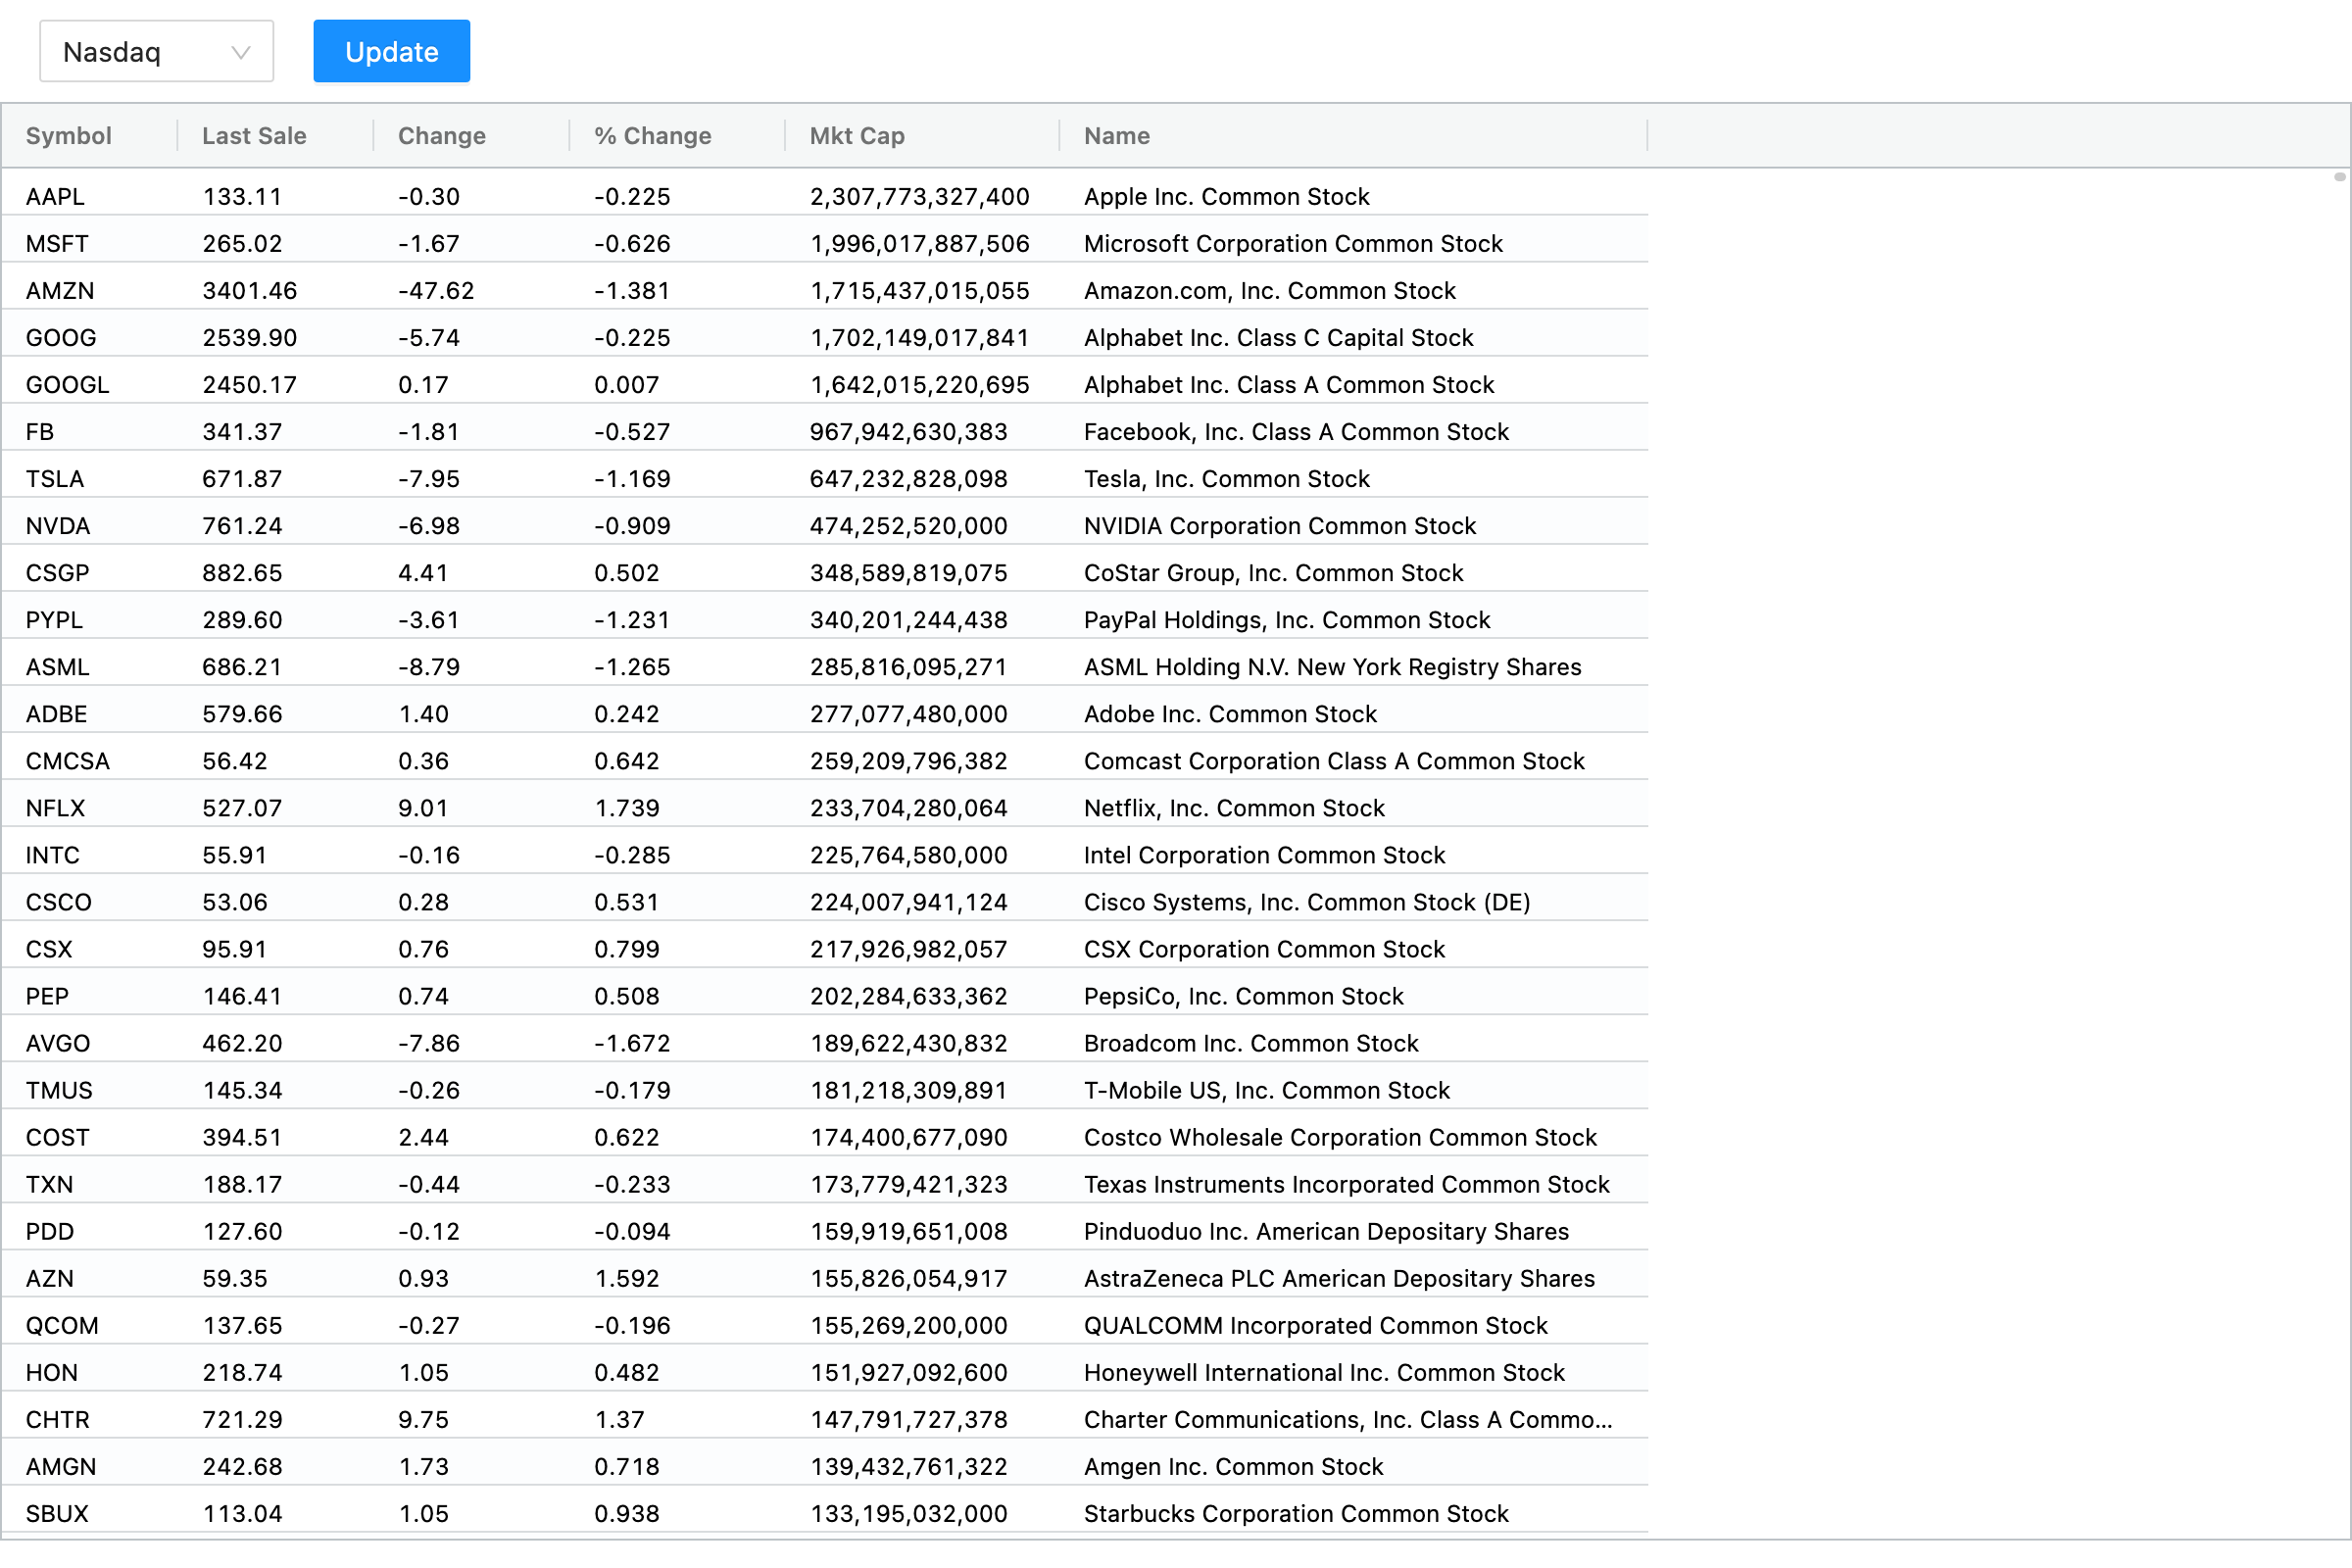 Nasdaq Update
Symbol Last Sale Change % Change Mkt Cap Name
AAPL 133.11 -0.30 -0.225 2,307,773,327,400 Apple Inc. Common Stock
MSFT 265.02 -1.67 -0.626 1,996,017,887,506 Microsoft Corporation Common Stock
AMZN 3401.46 -47.62 -1.381 1,715,437,015,055 Amazon.com, Inc. Common Stock
GOOG 2539.90 -5.74 -0.225 1,702,149,017,841 Alphabet Inc. Class C Capital Stock
GOOGL 2450.17 0.17 0.007 1,642,015,220,695 Alphabet Inc. Class A Common Stock
FB 341.37 -1.81 -0.527 967,942,630,383 Facebook, Inc. Class A Common Stock
TSLA 671.87 -7.95 -1.169 647,232,828,098 Tesla, Inc. Common Stock
NVDA 761.24 -6.98 -0.909 474,252,520,000 NVIDIA Corporation Common Stock
CSGP 882.65 4.41 0.502 348,589,819,075 CoStar Group, Inc. Common Stock
PYPL 289.60 -3.61 -1.231 340,201,244,438 PayPal Holdings, Inc. Common Stock
ASML 686.21 -8.79 -1.265 285,816,095,271 ASML Holding N.V. New York Registry Shares
ADBE 579.66 1.40 0.242 277,077,480,000 Adobe Inc. Common Stock
CMCSA 56.42 0.36 0.642 259,209,796,382 Comcast Corporation Class A Common Stock
NFLX 527.07 9.01 1.739 233,704,280,064 Netflix, Inc. Common Stock
INTC 55.91 -0.16 -0.285 225,764,580,000 Intel Corporation Common Stock
CSCO 53.06 0.28 0.531 224,007,941,124 Cisco Systems, Inc. Common Stock (DE)
CSX 95.91 0.76 0.799 217,926,982,057 CSX Corporation Common Stock
PEP 146.41 0.74 0.508 202,284,633,362 PepsiCo, Inc. Common Stock
AVGO 462.20 -7.86 -1.672 189,622,430,832 Broadcom Inc. Common Stock
TMUS 145.34 -0.26 -0.179 181,218,309,891 T-Mobile US, Inc. Common Stock
COST 394.51 2.44 0.622 174,400,677,090 Costco Wholesale Corporation Common Stock
TXN 188.17 -0.44 -0.233 173,779,421,323 Texas Instruments Incorporated Common Stock
PDD 127.60 -0.12 -0.094 159,919,651,008 Pinduoduo Inc. American Depositary Shares
AZN 59.35 0.93 1.592 155,826,054,917 AstraZeneca PLC American Depositary Shares
QCOM 137.65 -0.27 -0.196 155,269,200,000 QUALCOMM Incorporated Common Stock
HON 218.74 1.05 0.482 151,927,092,600 Honeywell International Inc. Common Stock
CHTR 721.29 9.75 1.37 147,791,727,378 Charter Communications, Inc. Class A Commo...
AMGN 242.68 1.73 0.718 139,432,761,322 Amgen Inc. Common Stock
SBUX 113.04 1.05 0.938 133,195,032,000 Starbucks Corporation Common Stock